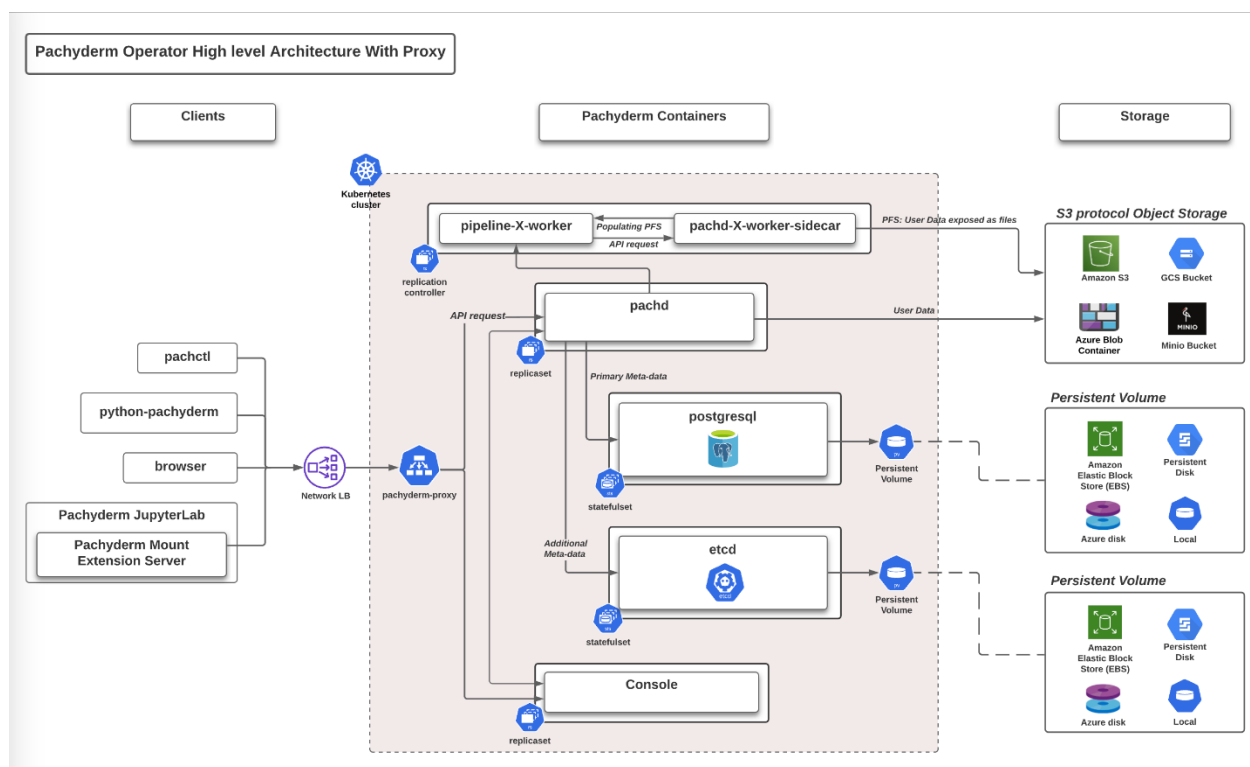 Pachyderm Operator High level Architecture With Proxy
Clients
Pachyderm Containers
Storage
Kubernetes
cluster
pipeline-X-worker
Populating PFS
API request
pachd-X-worker-sidecar
PFS: User Data exposed as files
replication
controller
S3 protocol Object Storage
Amazon S3
GCS Bucket
Azure Blob
Container
MINIO
Minio Bucket
API request
pachd
User Data
replicaset
Primary Meta-data
pachctl
python-pachyderm
browser
Pachyderm JupyterLab
Pachyderm Mount
Extension Server
Network LB
pachyderm-proxy
postgresql
statefulset
Persistent
Volume
Persistent Volume
Amazon
Elastic Block
Store (EBS)
Persistent
Disk
Azure disk
Local
Additional
Meta-data
etcd
etcd
statefulset
Persistent
Volume
Persistent Volume
Amazon
Elastic Block
Store (EBS)
Persistent
Disk
Azure disk
Local
Console
replicaset